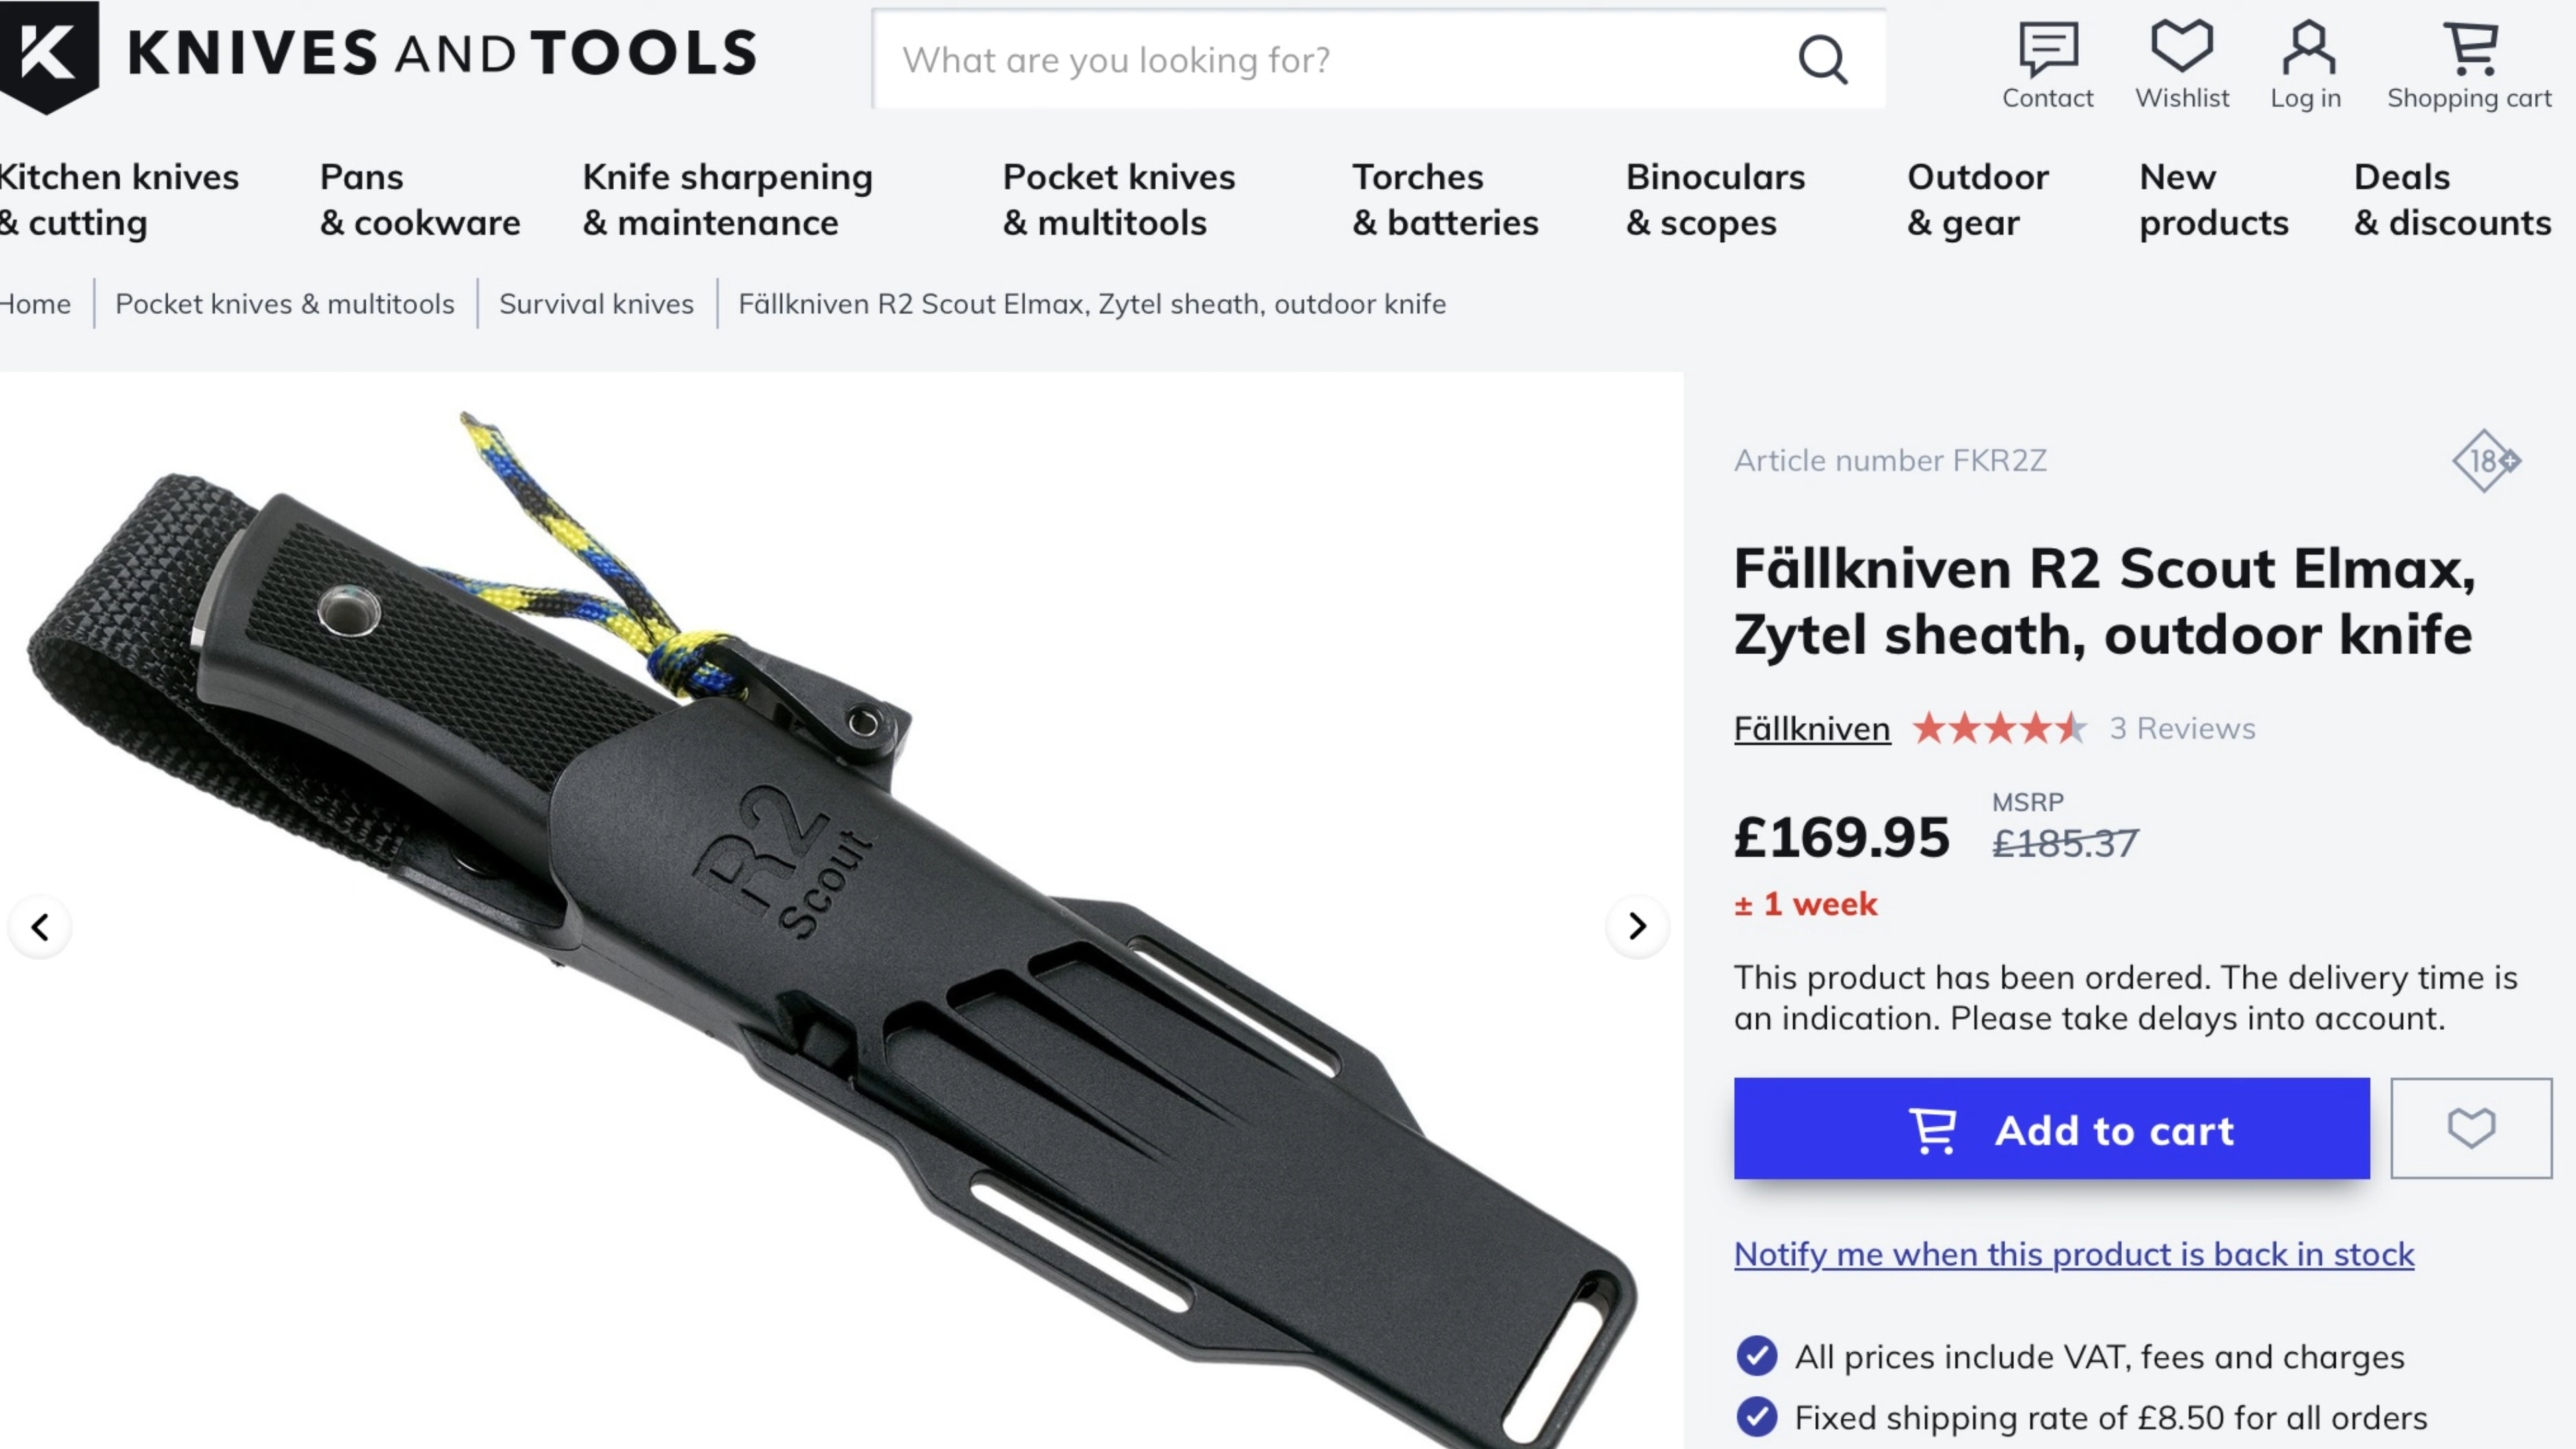 KNIVES AND TOOLS
What are you looking for?
Contact
Wishlist
Log in
Shopping cart
Kitchen knives
& cutting
Pans
& cookware
Knife sharpening
& maintenance
Pocket knives
& multitools
Torches
& batteries
Binoculars
& scopes
Outdoor
& gear
New
products
Deals
& discounts
Home
Pocket knives & multitools
Survival knives
Fällkniven R2 Scout Elmax, Zytel sheath, outdoor knife
R2
Scout
Article number FKR2Z
18+
Fällkniven R2 Scout Elmax,
Zytel sheath, outdoor knife
Fällkniven
3 Reviews
£169.95
MSRP
£185.37
± 1 week
This product has been ordered. The delivery time is
an indication. Please take delays into account.
Add to cart
Notify me when this product is back in stock
All prices include VAT, fees and charges
Fixed shipping rate of £8.50 for all orders